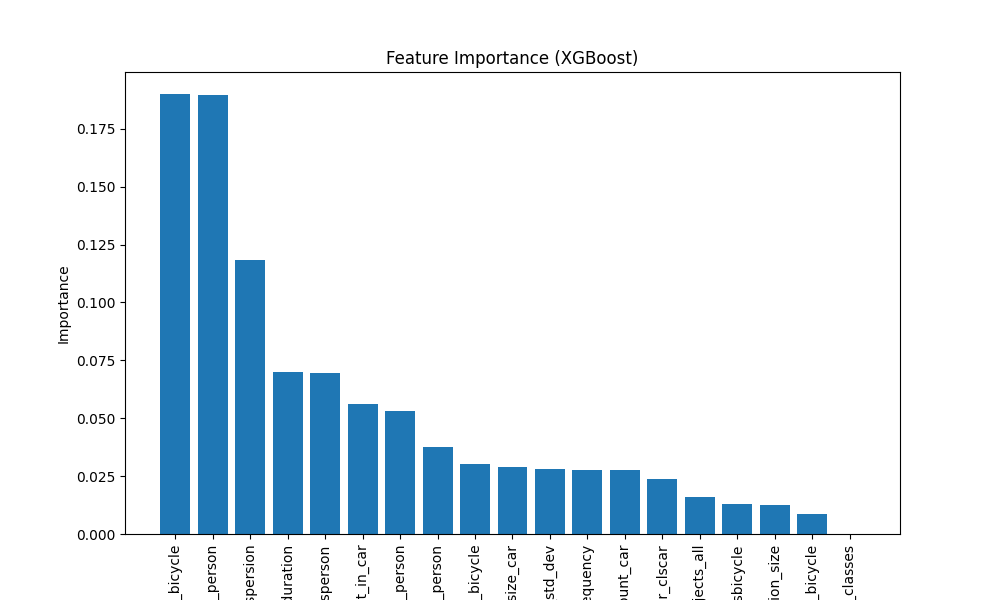 Feature Importance (XGBoost)
Importance
0.175
0.150
0.125
0.100
0.075
0.050
0.025
0.000
_bicycle
_person
spersion
duration
sperson
t_in_car
_person
_person
_bicycle
size_car
std_dev
equency
ount_car
r_clscar
jects_all
sbicycle
ion_size
_bicycle
_classes